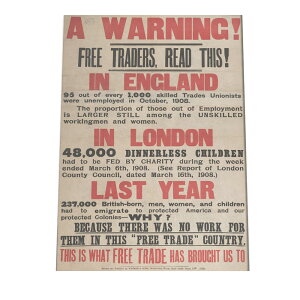 A WARNING!
FREE TRADERS, READ THIS!
IN ENGLAND
95 out of every 1,000 skilled Trades Unionists
were unemployed in October, 1908.
The proportion of those out of Employment
is LARGER STILL among the UNSKILLED
workingmen and women.
IN LONDON
48,000 DINNERLESS CHILDREN
had to be FED BY CHARITY during the week
ended March 6th, 1908. (See Report of London
County Council, dated March 16th, 1908).
LAST YEAR
237,000 British-born, men, women, and children
had to emigrate to protected America and our
protected Colonies—WHY?
BECAUSE THERE WAS NO WORK FOR
THEM IN THIS "FREE TRADE" COUNTRY.
THIS IS WHAT FREE TRADE HAS BROUGHT US TO